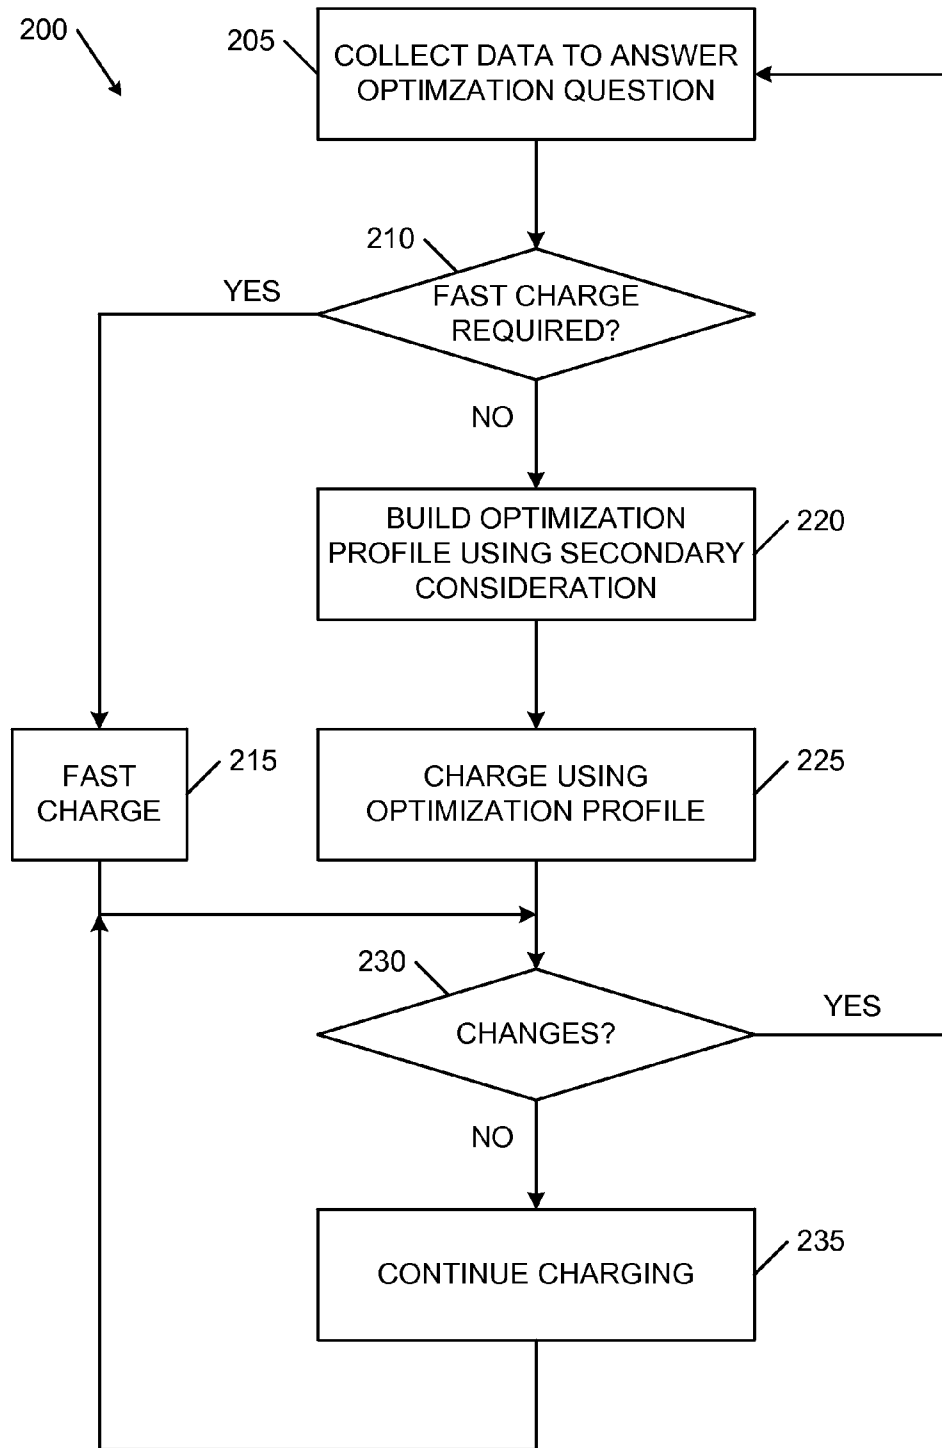 200
205
COLLECT DATA TO ANSWER
OPTIMZATION QUESTION
210
YES
FAST CHARGE
REQUIRED?
NO
BUILD OPTIMIZATION
PROFILE USING SECONDARY
CONSIDERATION
220
FAST
CHARGE
215
CHARGE USING
OPTIMIZATION PROFILE
225
230
CHANGES?
YES
NO
CONTINUE CHARGING
235